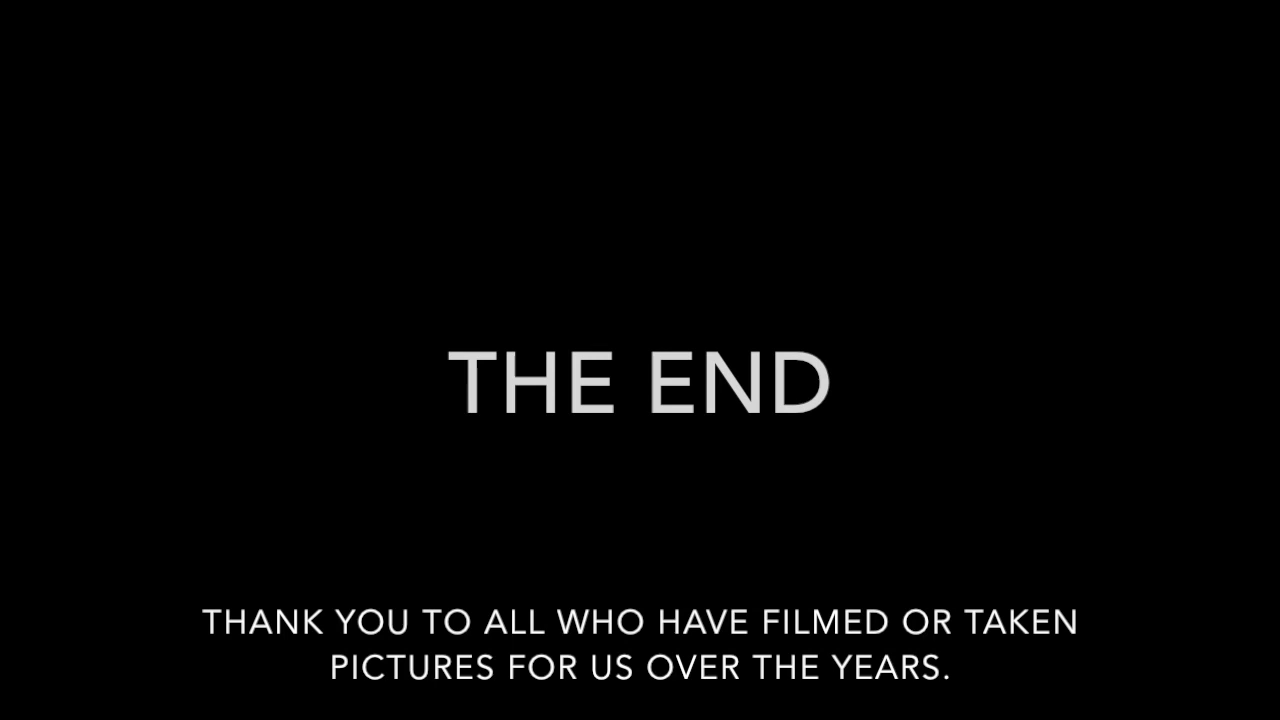 THE END
THANK YOU TO ALL WHO HAVE FILMED OR TAKEN
PICTURES FOR US OVER THE YEARS.